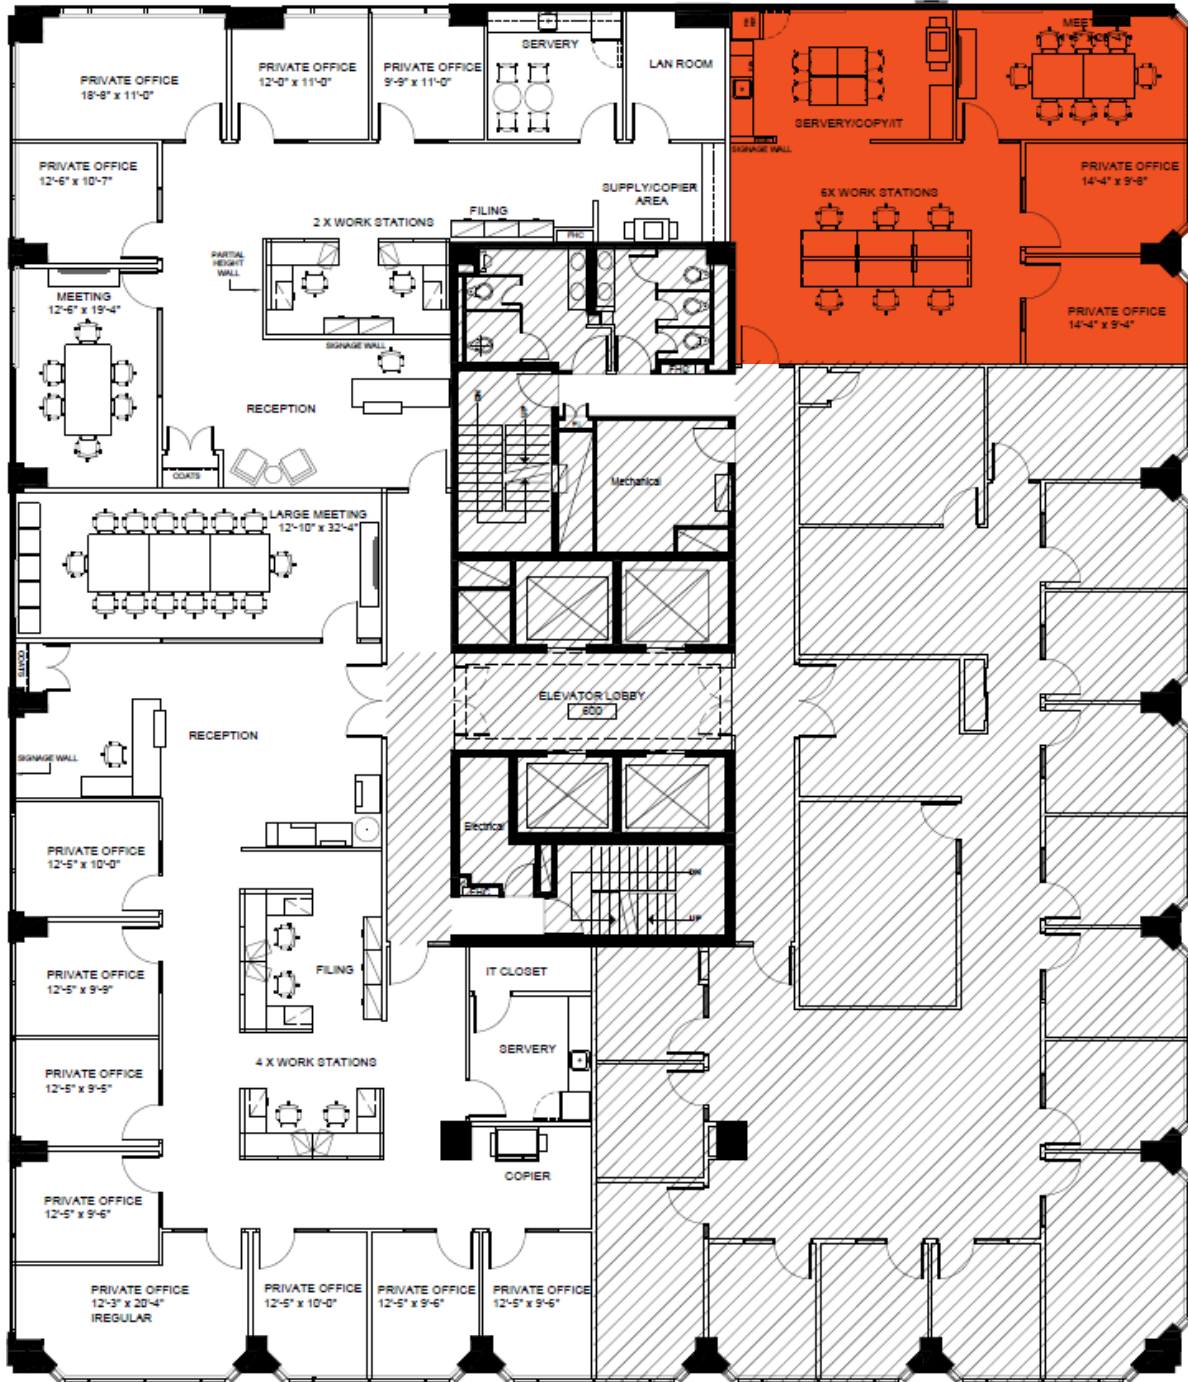 PRIVATE OFFICE
18'-8" x 11'-0"
PRIVATE OFFICE
12'-0" x 11'-0"
PRIVATE OFFICE
9'-9" x 11'-0"
SERVERY
LAN ROOM
SERVERY/COPY/IT
SIGNAGE WALL
PRIVATE OFFICE
12'-6" x 10'-7"
2 X WORK STATIONS
FILING
SUPPLY/COPIER
AREA
FHC
6X WORK STATIONS
PRIVATE OFFICE
14'-4" x 9'-8"
PARTIAL
HEIGHT
WALL
MEETING
12'-6" x 19'-4"
SIGNAGE WALL
PRIVATE OFFICE
14'-4" x 9'-4"
FHC
RECEPTION
COATS
DN
UP
Mechanical
LARGE MEETING
12'-10" x 32'-4"
COATS
RECEPTION
SIGNAGE WALL
ELEVATOR LOBBY
600
Electrical
FHC
DN
UP
PRIVATE OFFICE
12'-5" x 10'-0"
PRIVATE OFFICE
12'-5" x 9'-9"
FILING
IT CLOSET
SERVERY
4 X WORK STATIONS
PRIVATE OFFICE
12'-5" x 9'-5"
COPIER
PRIVATE OFFICE
12'-5" x 9'-6"
PRIVATE OFFICE
12'-3" x 20'-4"
IREGULAR
PRIVATE OFFICE
12'-5" x 10'-0"
PRIVATE OFFICE
12'-5" x 9'-6"
PRIVATE OFFICE
12'-5" x 9'-6"